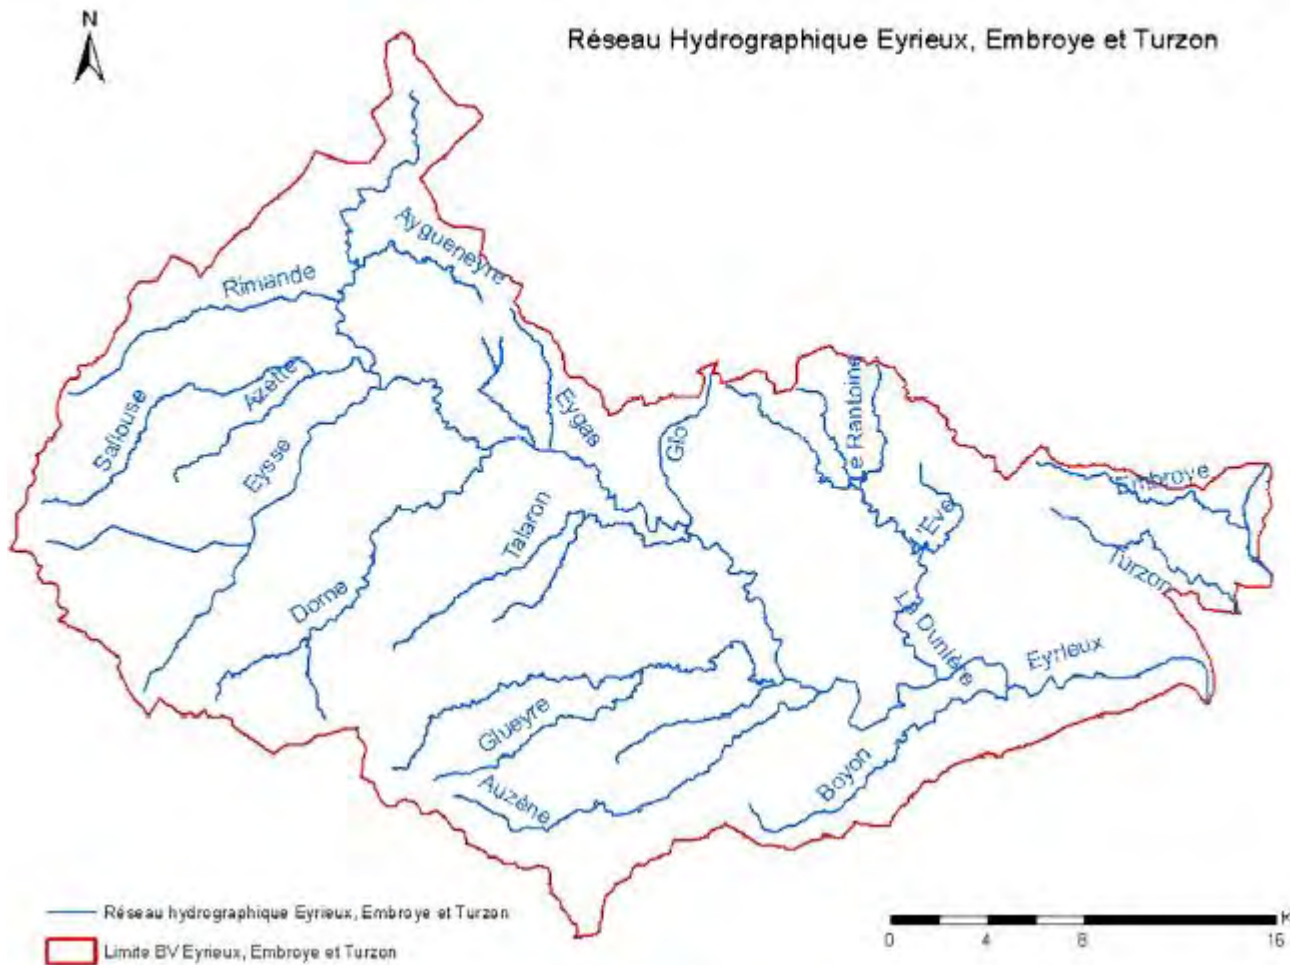 N
Réseau Hydrographique Eyrieux, Embroye et Turzon
Aygueneyre
Rimande
Azette
Saliouse
Eysse
Eygas
Glo
Le Rantoine
Embroye
l'Eve
Talaron
Turzon
Dorne
La Dunière
Eyrieux
Glueyre
Boyon
Auzène
Réseau hydrographique Eyrieux, Embroye et Turzon
Limite BV Eyrieux, Embroye et Turzon
K
0 4 8 16